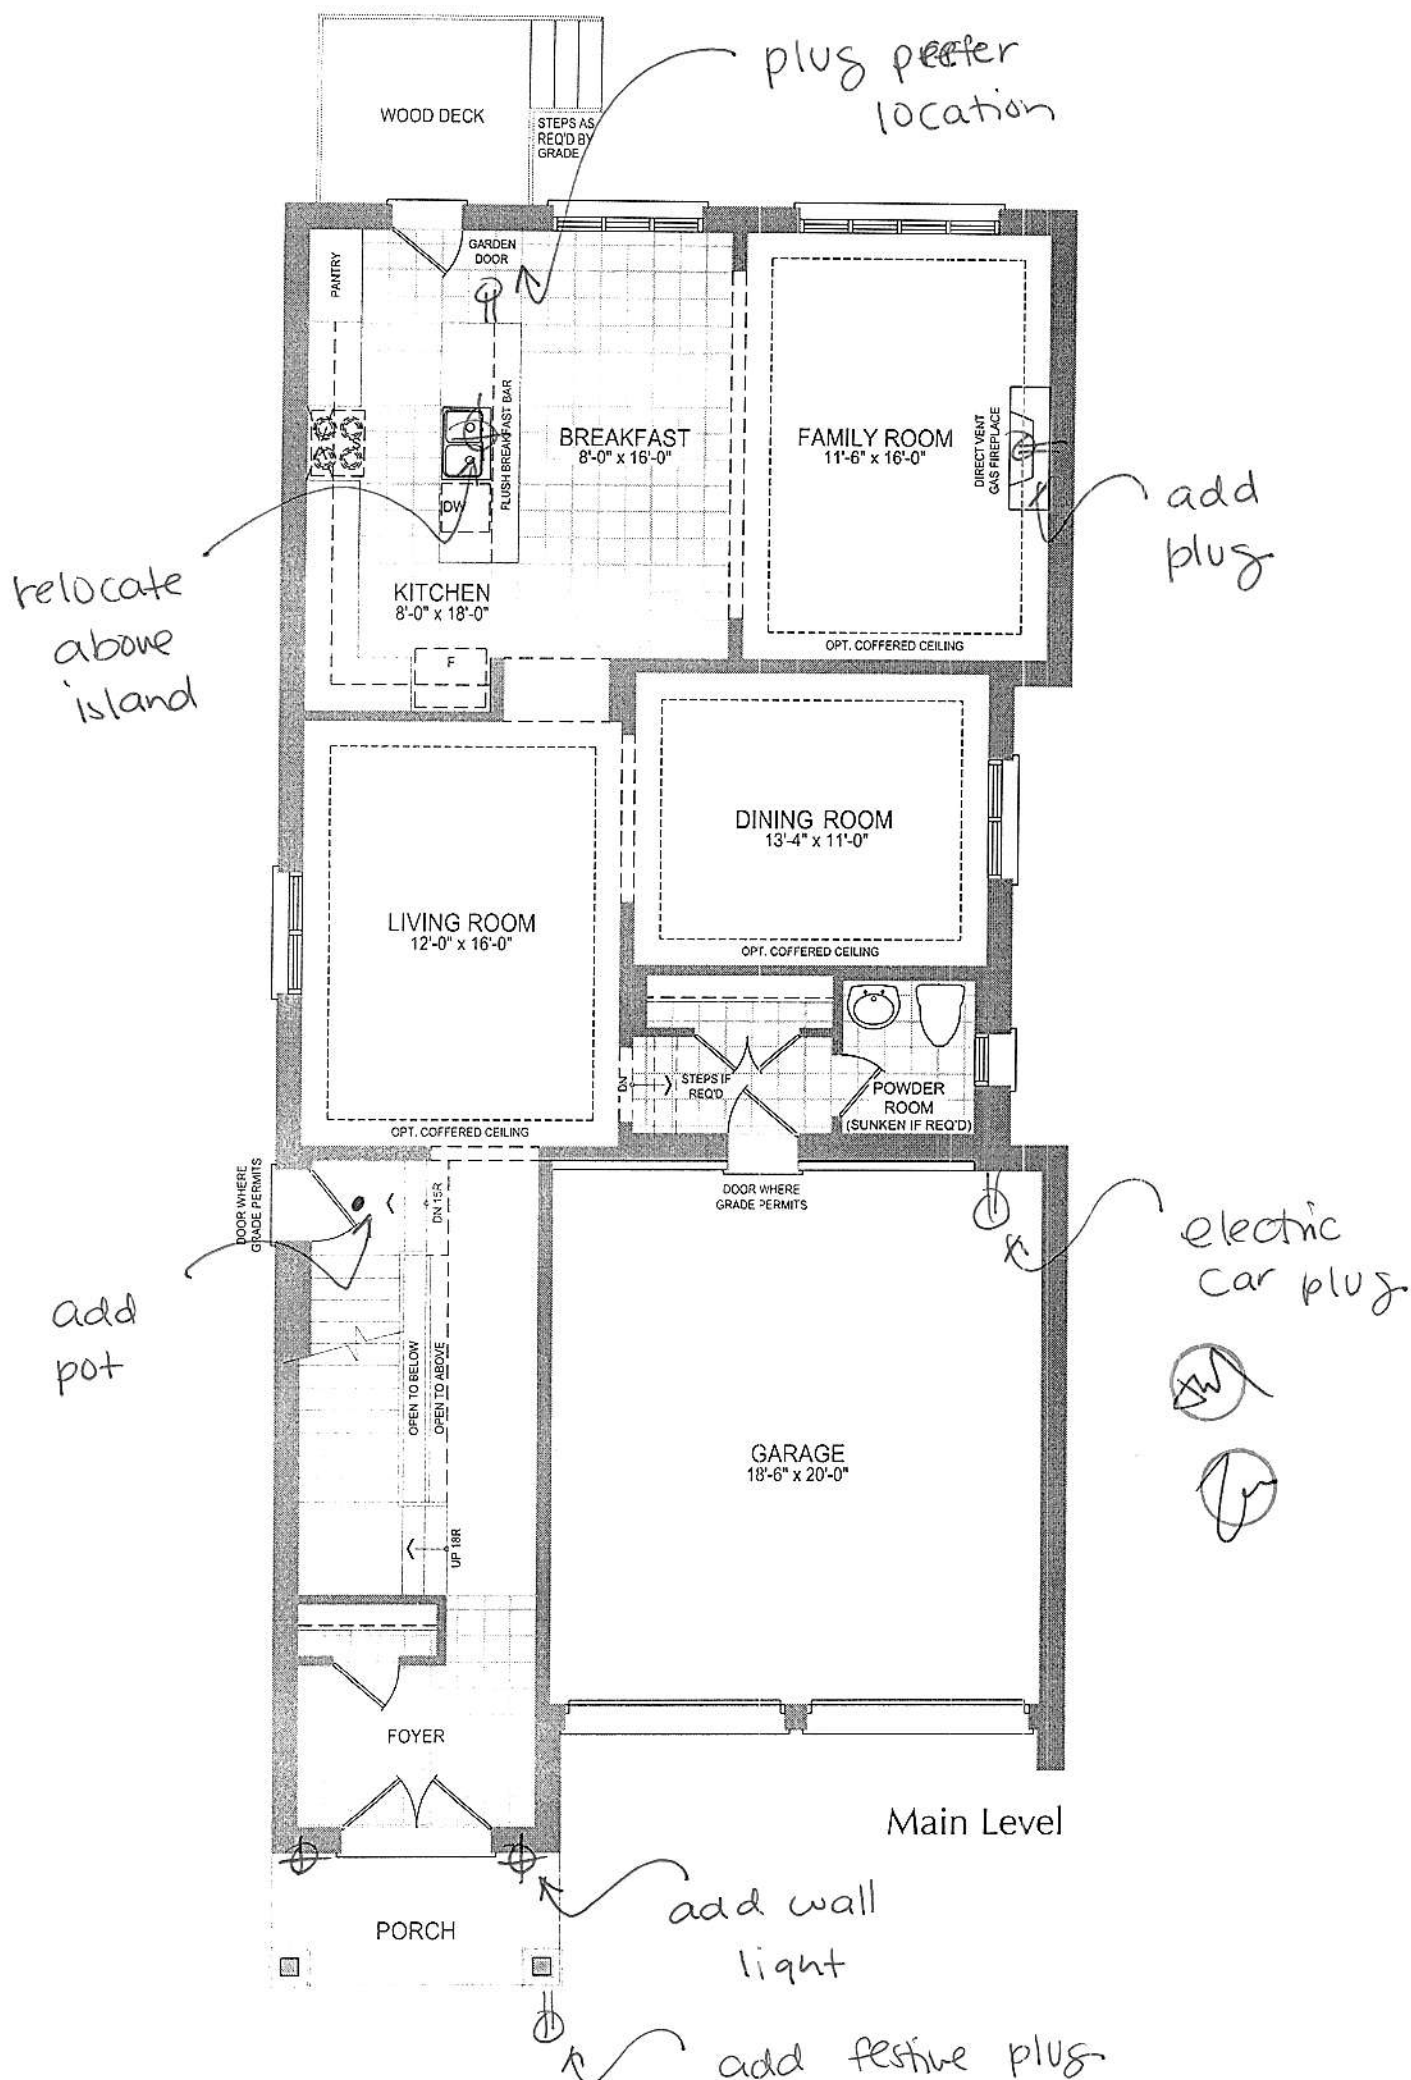 plug prefer
location
WOOD DECK
STEPS AS
REQ'D BY
GRADE
GARDEN
DOOR
PANTRY
FLUSH BREAKFAST BAR
BREAKFAST
8'-0" x 16'-0"
FAMILY ROOM
11'-6" x 16'-0"
DIRECT VENT
GAS FIREPLACE
add
plug
DW
relocate
above
island
KITCHEN
8'-0" x 18'-0"
F
OPT. COFFERED CEILING
DINING ROOM
13'-4" x 11'-0"
OPT. COFFERED CEILING
LIVING ROOM
12'-0" x 16'-0"
OPT. COFFERED CEILING
DN
STEPS IF
REQ'D
POWDER
ROOM
(SUNKEN IF REQ'D)
DOOR WHERE
GRADE PERMITS
DN 15R
DOOR WHERE
GRADE PERMITS
electric
car plug
add
pot
OPEN TO BELOW
OPEN TO ABOVE
GARAGE
18'-6" x 20'-0"
UP 18R
FOYER
Main Level
add wall
light
PORCH
add festive plug